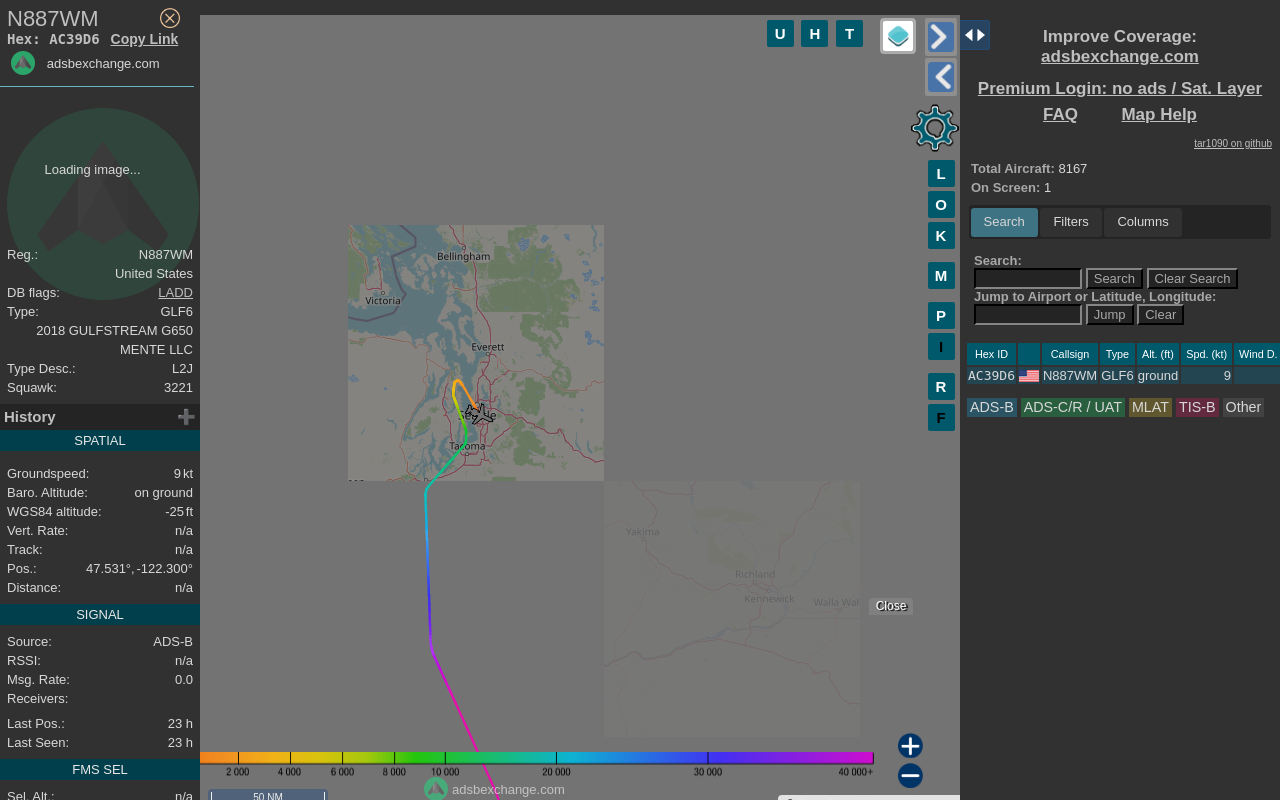 N887WM
Hex: AC39D6 Copy Link
adsbexchange.com
Loading image...
Reg.: N887WM
United States
DB flags: LADD
Type: GLF6
2018 GULFSTREAM G650
MENTE LLC
Type Desc.: L2J
Squawk: 3221
History
SPATIAL
Groundspeed: 9 kt
Baro. Altitude: on ground
WGS84 altitude: -25 ft
Vert. Rate: n/a
Track: n/a
Pos.: 47.531°, -122.300°
Distance: n/a
SIGNAL
Source: ADS-B
RSSI: n/a
Msg. Rate: 0.0
Receivers:
Last Pos.: 23 h
Last Seen: 23 h
FMS SEL
Sel. Alt.: n/a
U H T
L
O
K
M
P
I
R
F
Bellingham
Victoria
Everett
Tacoma
Yakima
Richland
Kennewick
Walla Wal
Close
2 000 4 000 6 000 8 000 10 000 20 000 30 000 40 000+
adsbexchange.com
50 NM
Improve Coverage:
adsbexchange.com
Premium Login: no ads / Sat. Layer
FAQ Map Help
tar1090 on github
Total Aircraft: 8167
On Screen: 1
Search Filters Columns
Search:
Search Clear Search
Jump to Airport or Latitude, Longitude:
Jump Clear
Hex ID Callsign Type Alt. (ft) Spd. (kt) Wind D.
AC39D6 N887WM GLF6 ground 9
ADS-B ADS-C/R / UAT MLAT TIS-B Other